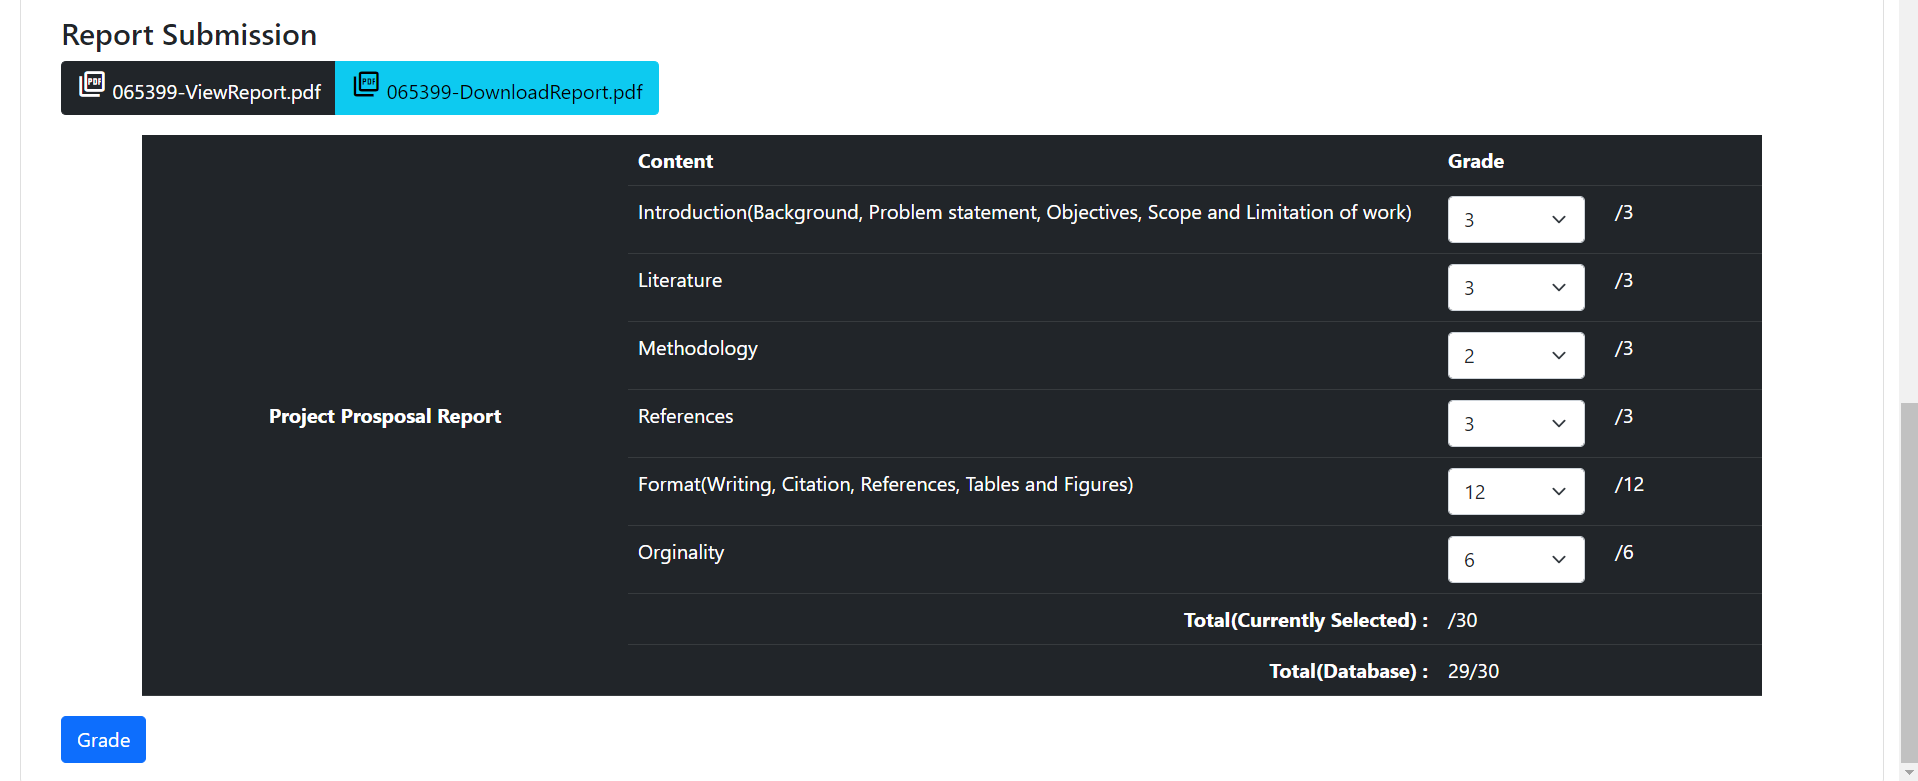 Report Submission
065399-ViewReport.pdf 065399-DownloadReport.pdf
Content Grade
Introduction(Background, Problem statement, Objectives, Scope and Limitation of work) 3 /3
Literature 3 /3
Methodology 2 /3
Project Prosposal Report References 3 /3
Format(Writing, Citation, References, Tables and Figures) 12 /12
Orginality 6 /6
Total(Currently Selected) : /30
Total(Database) : 29/30
Grade